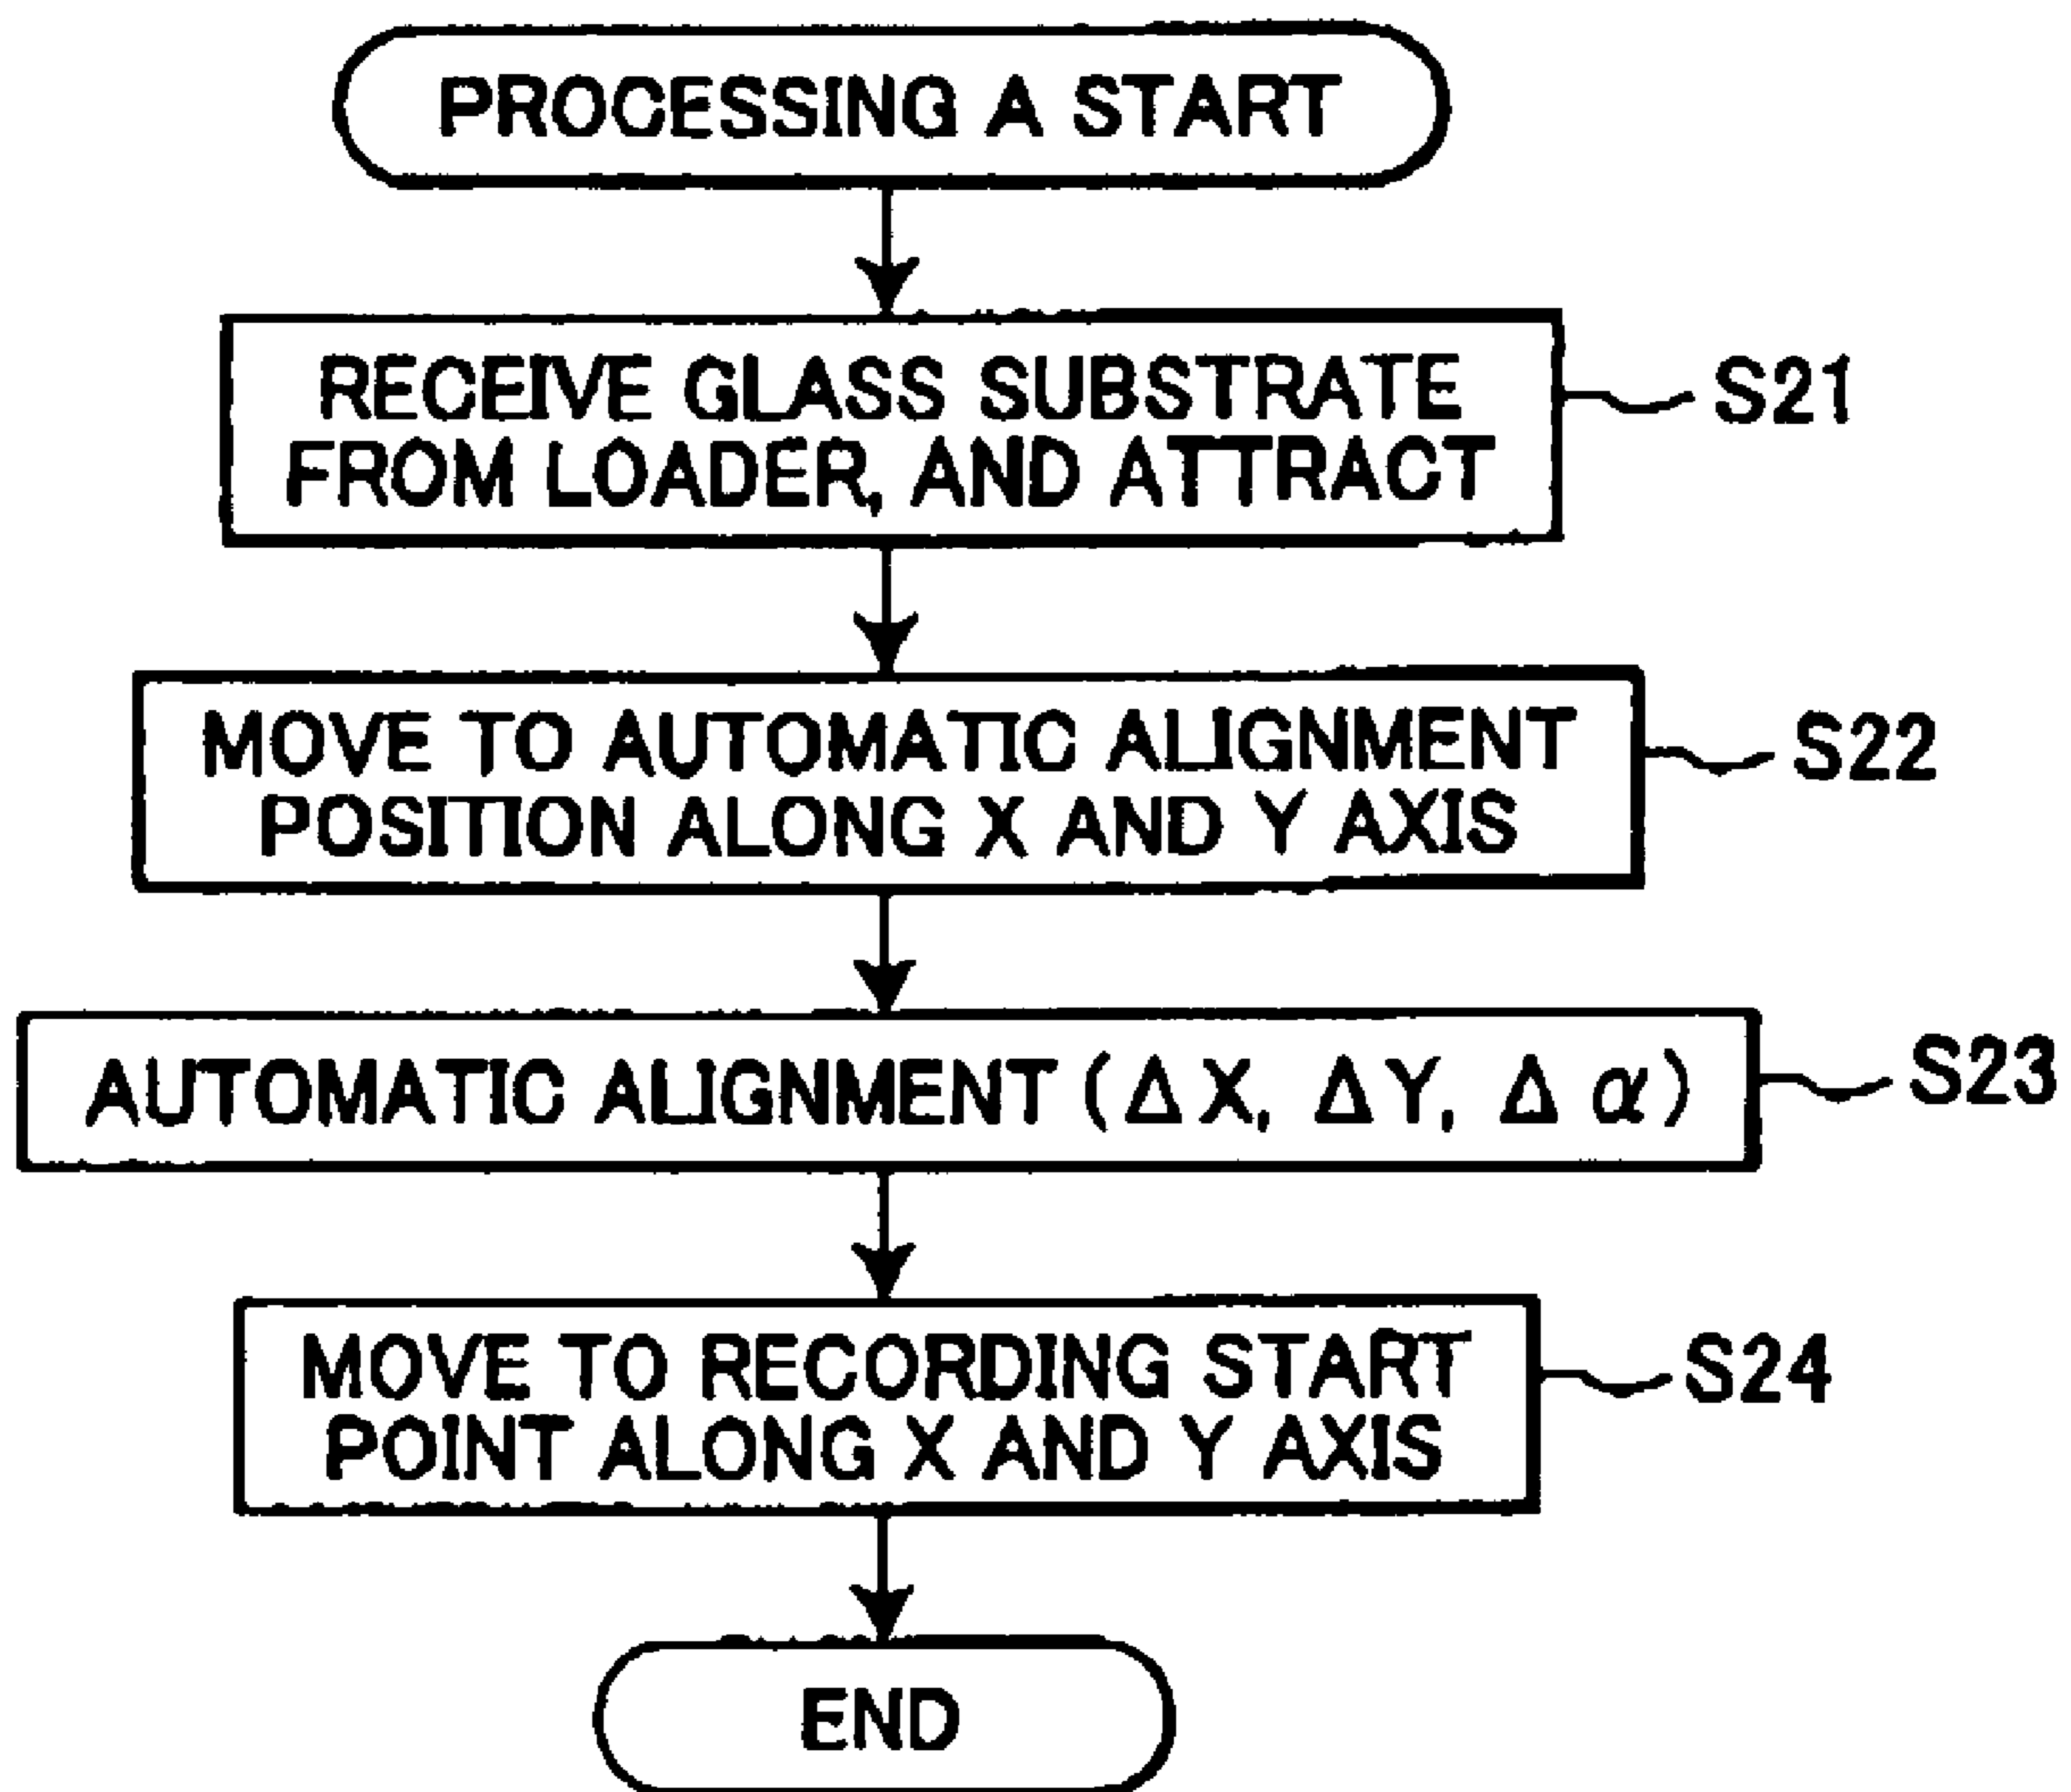 PROCESSING A START
RECEIVE GLASS SUBSTRATE
FROM LOADER, AND ATTRACT
S21
MOVE TO AUTOMATIC ALIGNMENT
POSITION ALONG X AND Y AXIS
S22
AUTOMATIC ALIGNMENT (ΔX, ΔY, Δα)
S23
MOVE TO RECORDING START
POINT ALONG X AND Y AXIS
S24
END